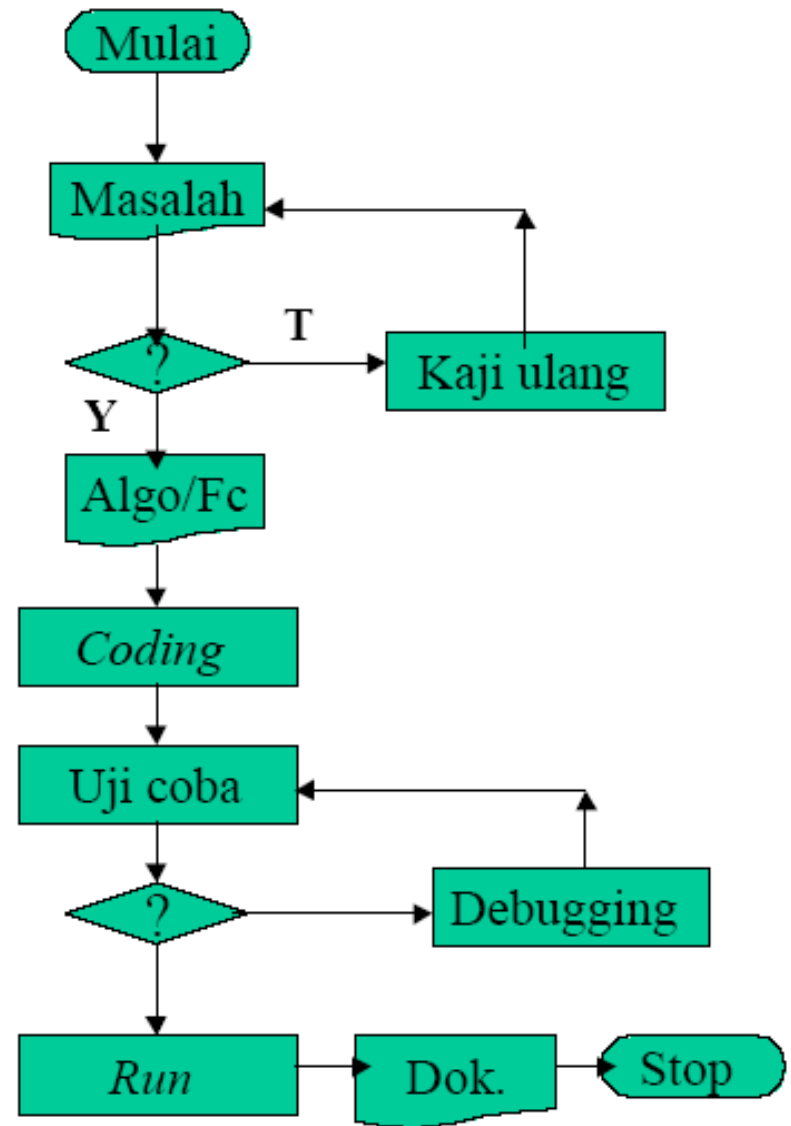 Mulai
Masalah
?
T
Kaji ulang
Y
Algo/Fc
Coding
Uji coba
?
Debugging
Run
Dok.
Stop